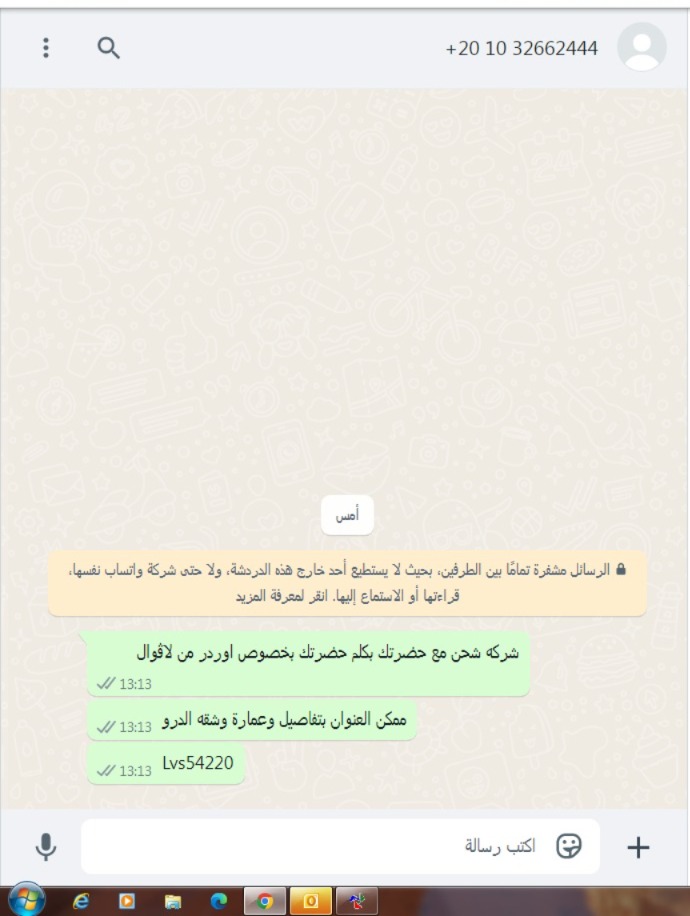 +20 10 32662444
أمس
الرسائل مشفرة تمامًا بين الطرفين، بحيث لا يستطيع أحد خارج هذه الدردشة، ولا حتى شركة واتساب نفسها،
قراءتها أو الاستماع إليها. انقر لمعرفة المزيد
شركه شحن مع حضرتك بكلم حضرتك بخصوص اوردر من لاڤوال
13:13
ممكن العنوان بتفاصيل وعمارة وشقه الدرو 13:13
Lvs54220 13:13
اكتب رسالة